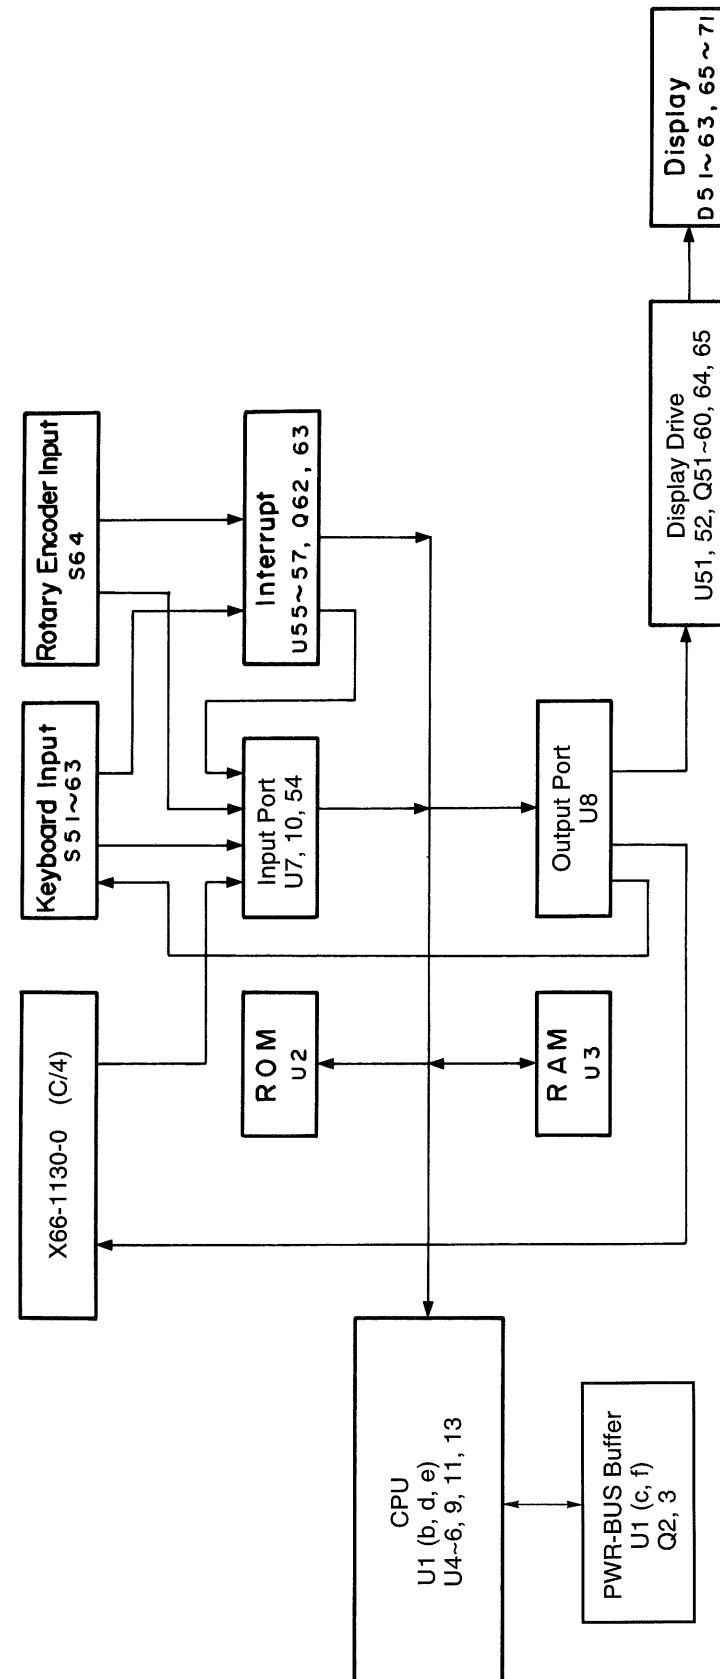 X66-1130-0 (C/4)
Keyboard Input
S51~63
Rotary Encoder Input
S64
ROM
U2
Input Port
U7, 10, 54
Interrupt
U55~57, Q62, 63
CPU
U1 (b, d, e)
U4~6, 9, 11, 13
RAM
U3
Output Port
U8
PWR-BUS Buffer
U1 (c, f)
Q2, 3
Display Drive
U51, 52, Q51~60, 64, 65
Display
D51~63, 65~71